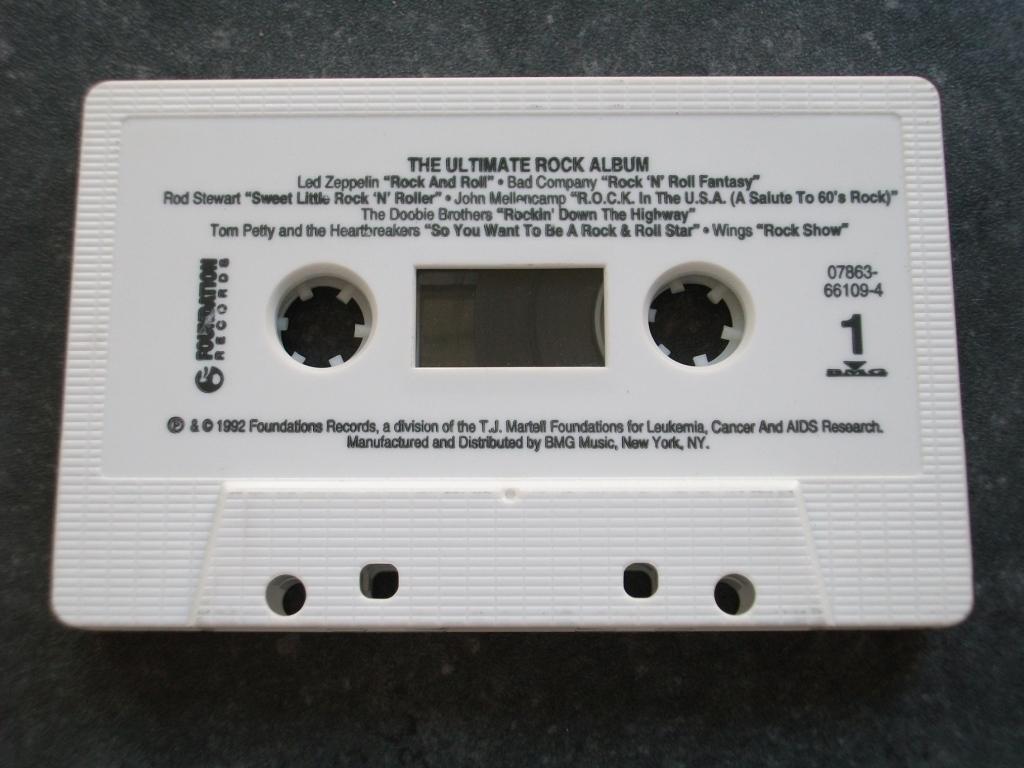 THE ULTIMATE ROCK ALBUM
Led Zeppelin "Rock And Roll" • Bad Company "Rock 'N' Roll Fantasy"
Rod Stewart "Sweet Little Rock 'N' Roller" • John Mellencamp "R.O.C.K. In The U.S.A. (A Salute To 60's Rock)"
The Doobie Brothers "Rockin' Down The Highway"
Tom Petty and the Heartbreakers "So You Want To Be A Rock & Roll Star" • Wings "Rock Show"
FOUNDATION
RECORDS
07863-
66109-4
1
BMG
℗ & © 1992 Foundations Records, a division of the T.J. Martell Foundations for Leukemia, Cancer And AIDS Research.
Manufactured and Distributed by BMG Music, New York, NY.